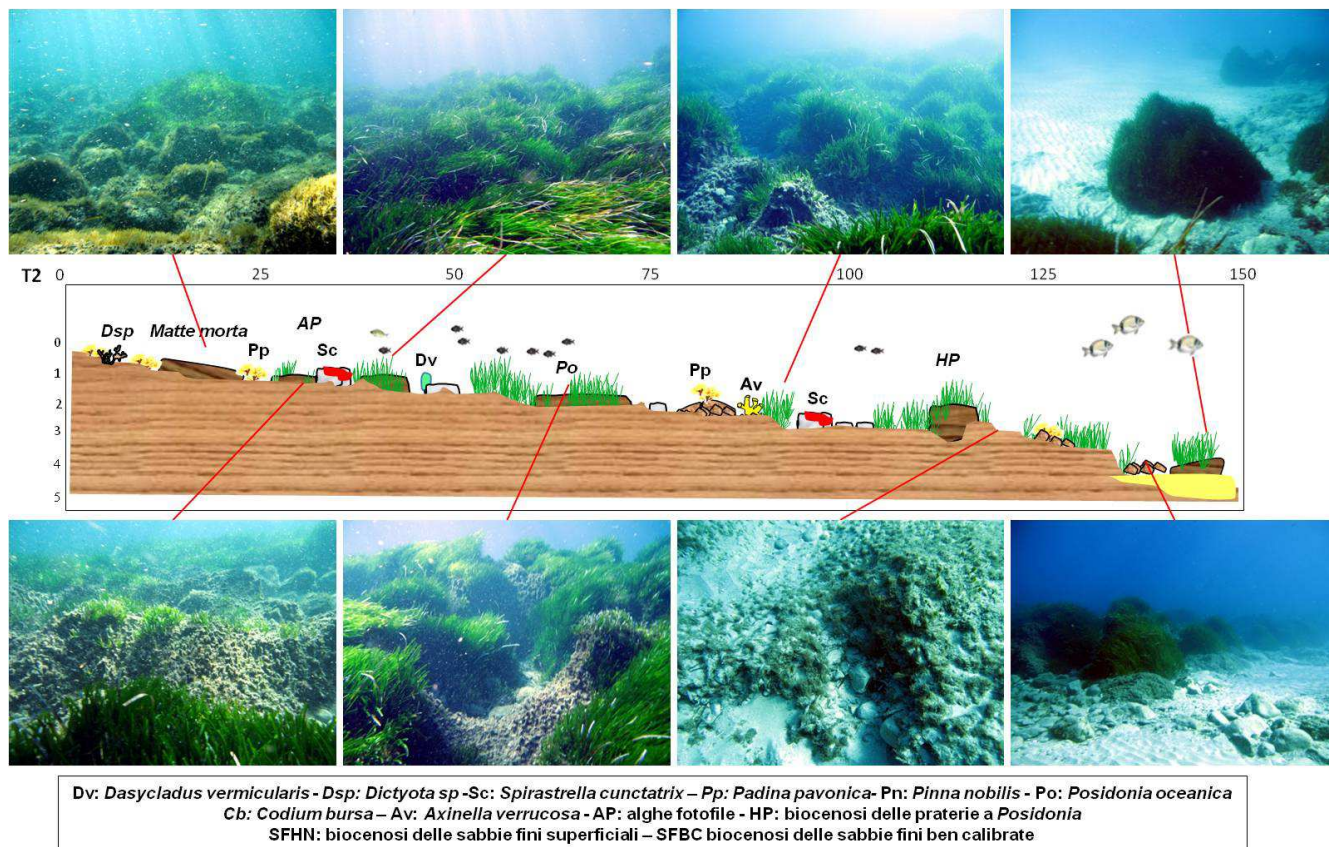 T2 0 25 50 75 100 125 150
Dsp Matte morta AP
Pp Sc Dv Po Pp Av Sc HP
0
1
2
3
4
5
Dv: Dasycladus vermicularis - Dsp: Dictyota sp -Sc: Spirastrella cunctatrix – Pp: Padina pavonica- Pn: Pinna nobilis - Po: Posidonia oceanica
Cb: Codium bursa – Av: Axinella verrucosa - AP: alghe fotofile - HP: biocenosi delle praterie a Posidonia
SFHN: biocenosi delle sabbie fini superficiali – SFBC biocenosi delle sabbie fini ben calibrate